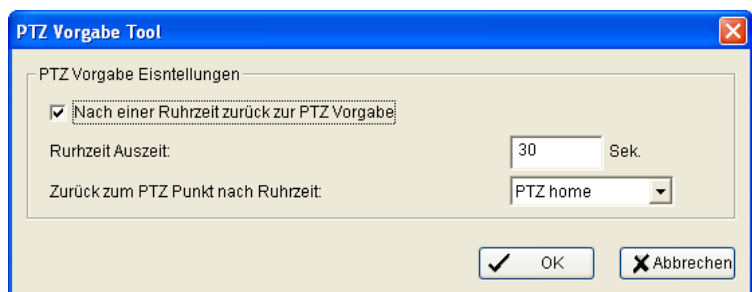 PTZ Vorgabe Tool
PTZ Vorgabe Eisntellungen
Nach einer Ruhrzeit zurück zur PTZ Vorgabe
Rurhzeit Auszeit: 30 Sek.
Zurück zum PTZ Punkt nach Ruhrzeit: PTZ home
OK Abbrechen